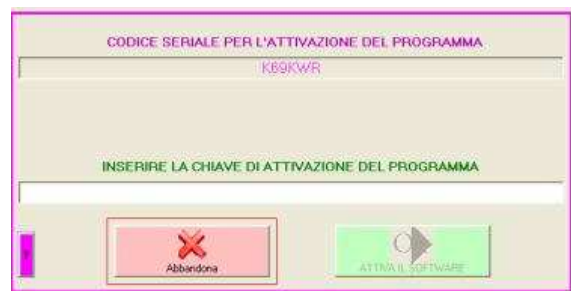 CODICE SERIALE PER L'ATTIVAZIONE DEL PROGRAMMA
K69KWR
INSERIRE LA CHIAVE DI ATTIVAZIONE DEL PROGRAMMA
Abbandona
ATTIVA IL SOFTWARE